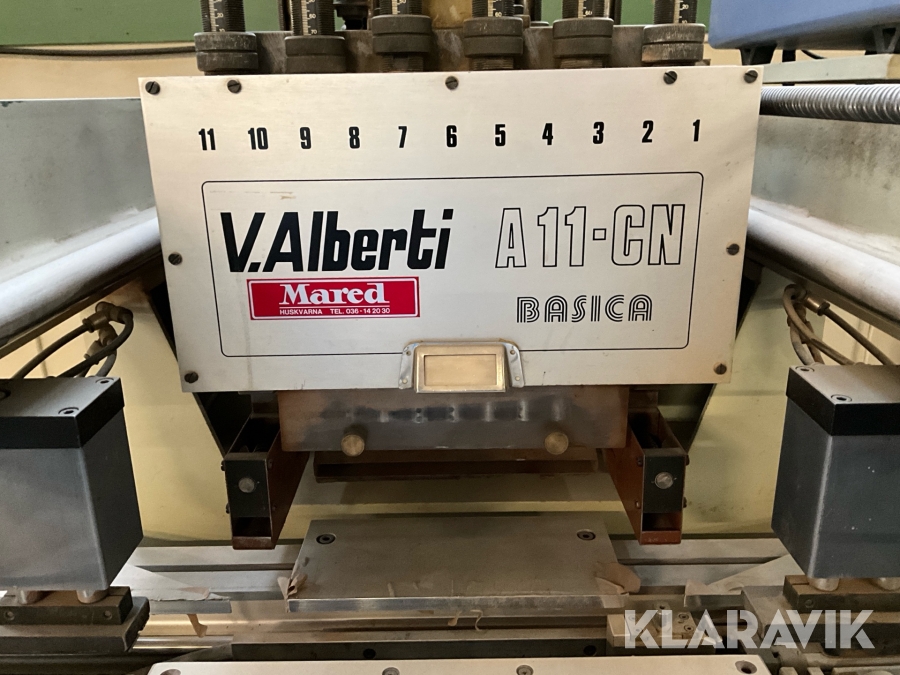 11 10 9 8 7 6 5 4 3 2 1
V.Alberti A11-CN
Mared
HUSKVARNA TEL. 036-14 20 30
BASICA
KLARAVIK